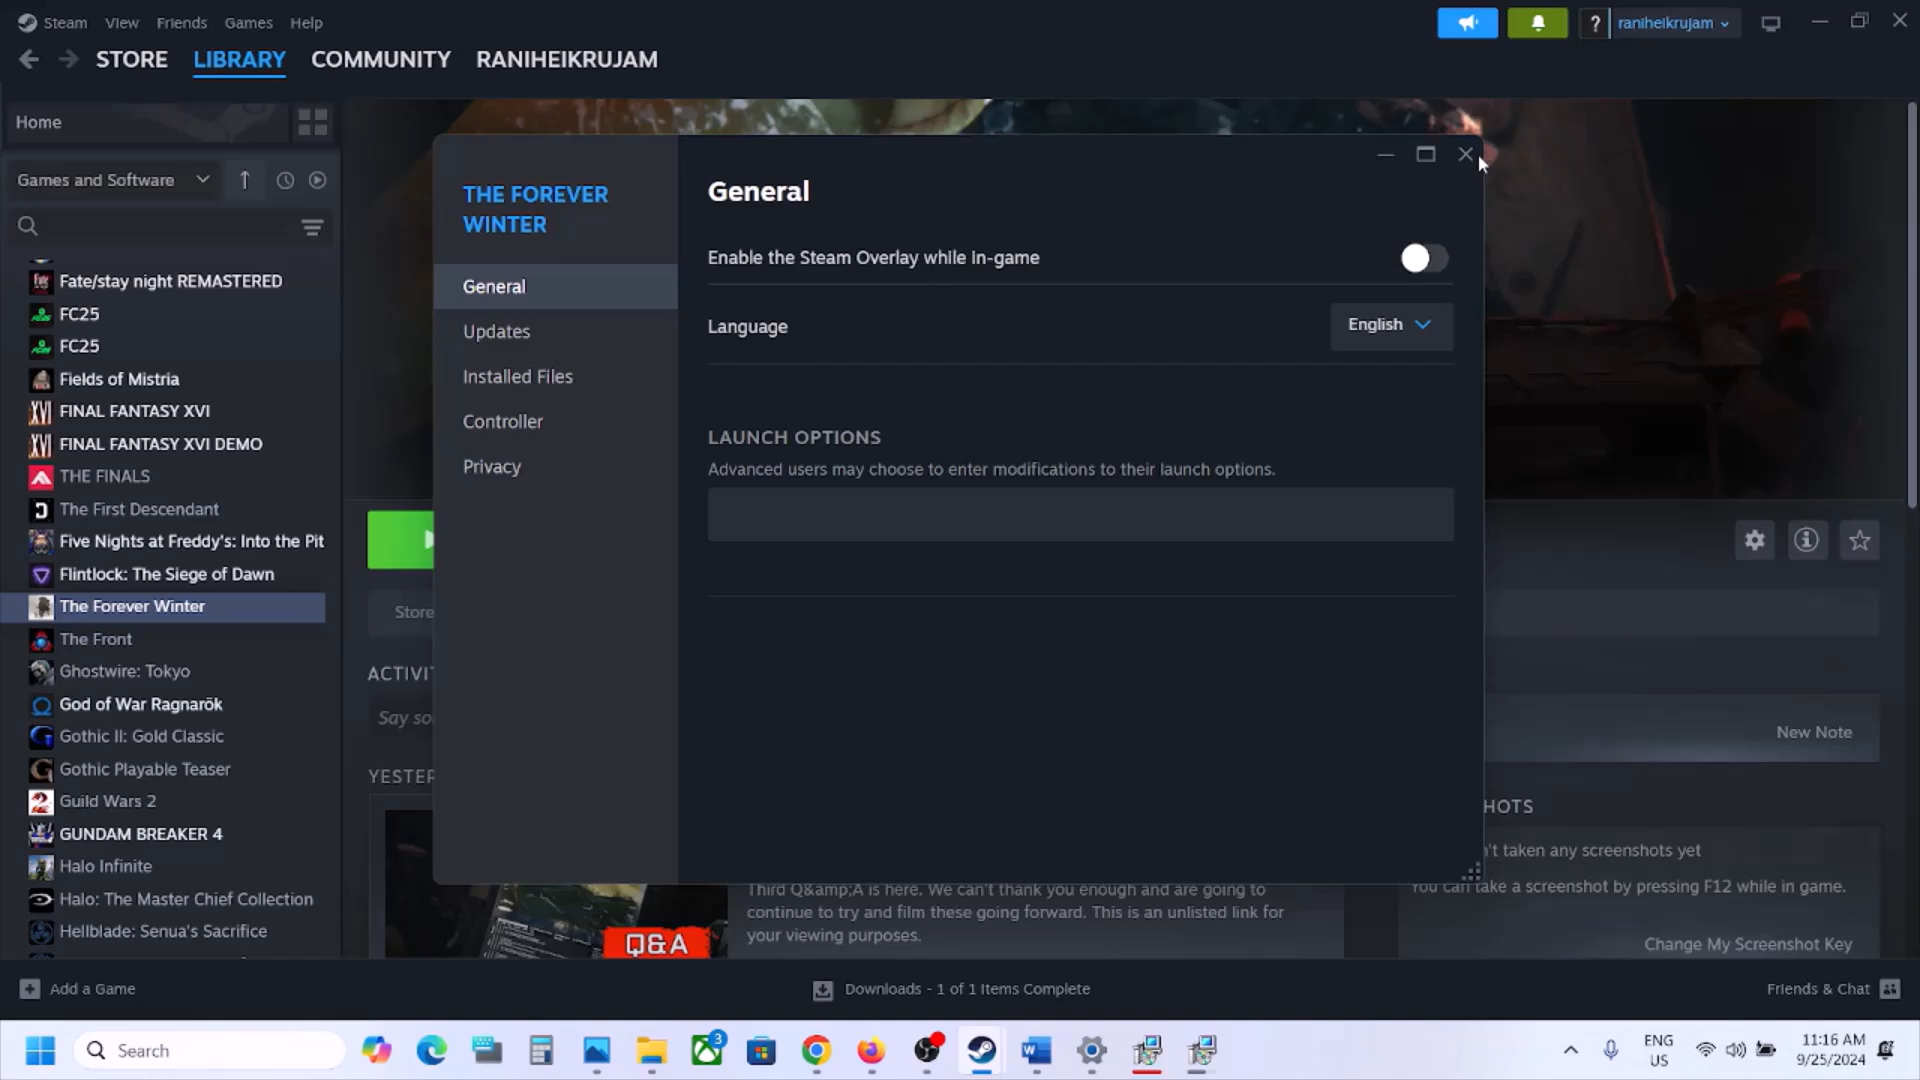 Steam View Friends Games Help
? raniheikrujam
STORE LIBRARY COMMUNITY RANIHEIKRUJAM
Home
Games and Software
Fate/stay night REMASTERED
FC25
FC25
Fields of Mistria
FINAL FANTASY XVI
FINAL FANTASY XVI DEMO
THE FINALS
The First Descendant
Five Nights at Freddy's: Into the Pit
Flintlock: The Siege of Dawn
The Forever Winter
The Front
Ghostwire: Tokyo
God of War Ragnarök
Gothic II: Gold Classic
Gothic Playable Teaser
Guild Wars 2
GUNDAM BREAKER 4
Halo Infinite
Halo: The Master Chief Collection
Hellblade: Senua's Sacrifice
THE FOREVER
WINTER
General
Updates
Installed Files
Controller
Privacy
General
Enable the Steam Overlay while in-game
Language English
LAUNCH OPTIONS
Advanced users may choose to enter modifications to their launch options.
Store
ACTIVIT
Say so
YESTER
New Note
HOTS
n't taken any screenshots yet
You can take a screenshot by pressing F12 while in game.
Change My Screenshot Key
Third Q&amp;A is here. We can't thank you enough and are going to
continue to try and film these going forward. This is an unlisted link for
your viewing purposes.
Q&A
Add a Game
Downloads - 1 of 1 Items Complete
Friends & Chat
Search
3
ENG
US
11:16 AM
9/25/2024